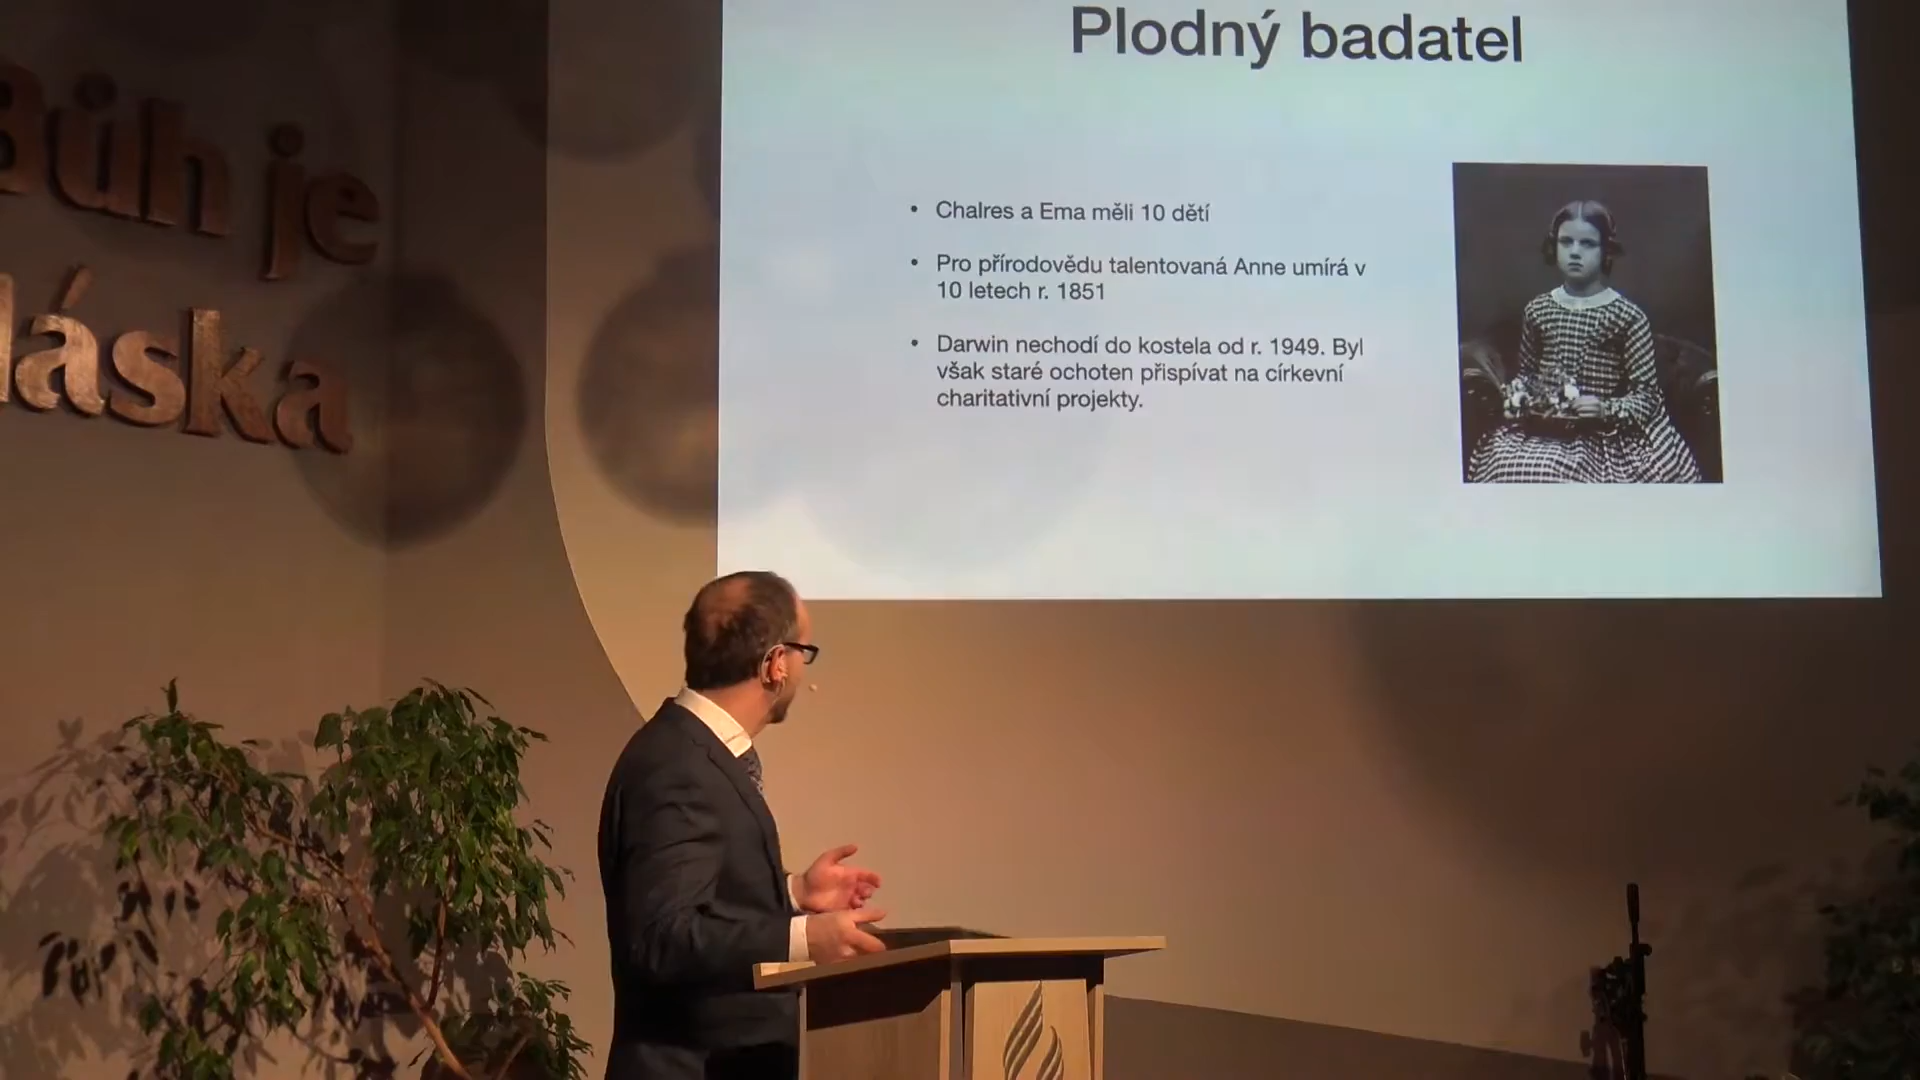 Bůh je
láska
Plodný badatel
• Chalres a Ema měli 10 dětí
• Pro přírodovědu talentovaná Anne umírá v
10 letech r. 1851
• Darwin nechodí do kostela od r. 1949. Byl
však staré ochoten přispívat na církevní
charitativní projekty.